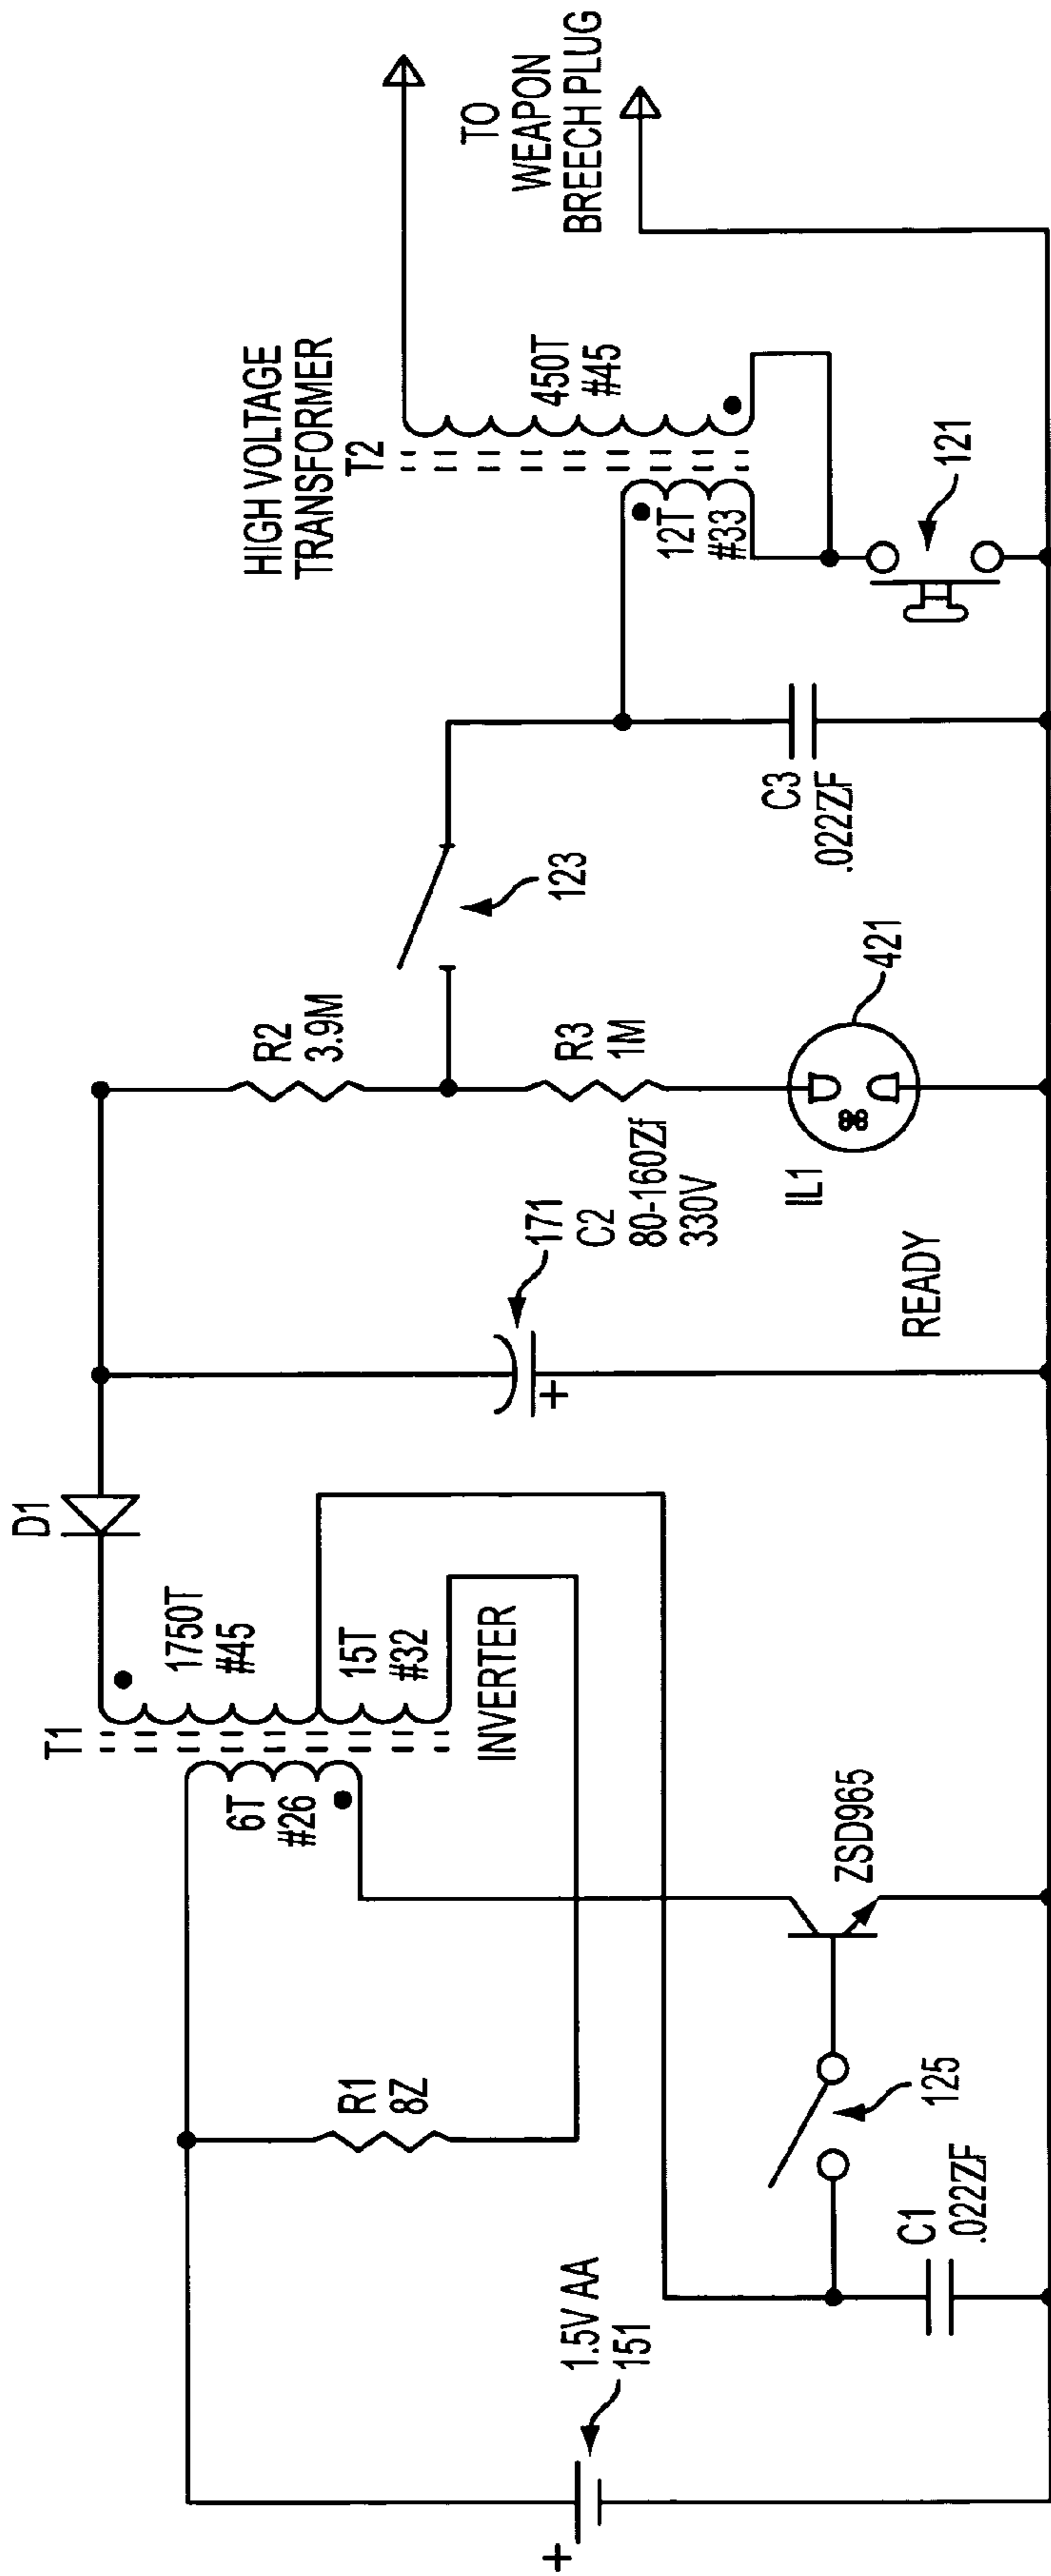 T1
D1
1750T
#45
6T
#26
15T
#32
INVERTER
R1
8Z
1.5V AA
151
+
C1
.022ZF
125
ZSD965
171
C2
80-160Zf
330V
+
READY
R2
3.9M
R3
1M
IL1
421
123
C3
.022ZF
HIGH VOLTAGE
TRANSFORMER
T2
12T
#33
450T
#45
121
TO
WEAPON
BREECH PLUG